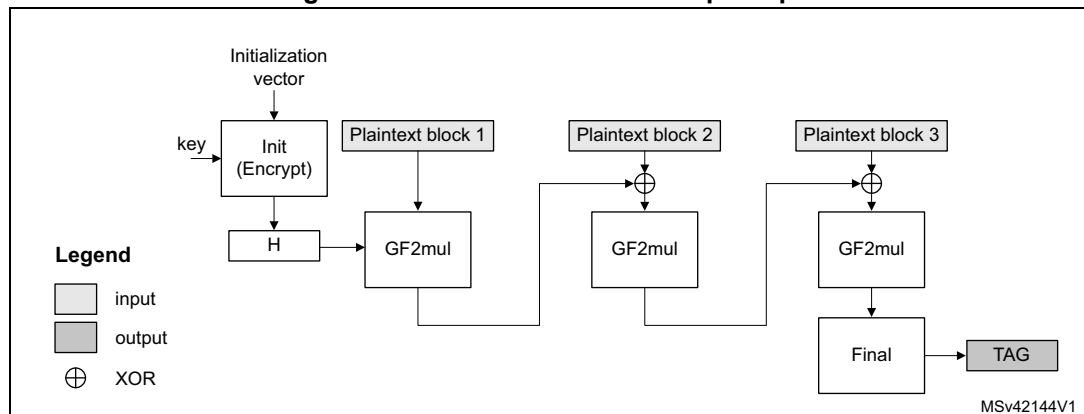 Initialization
vector
key
Init
(Encrypt)
H
Plaintext block 1
Plaintext block 2
Plaintext block 3
GF2mul
GF2mul
GF2mul
Final
TAG
Legend
input
output
XOR
MSv42144V1